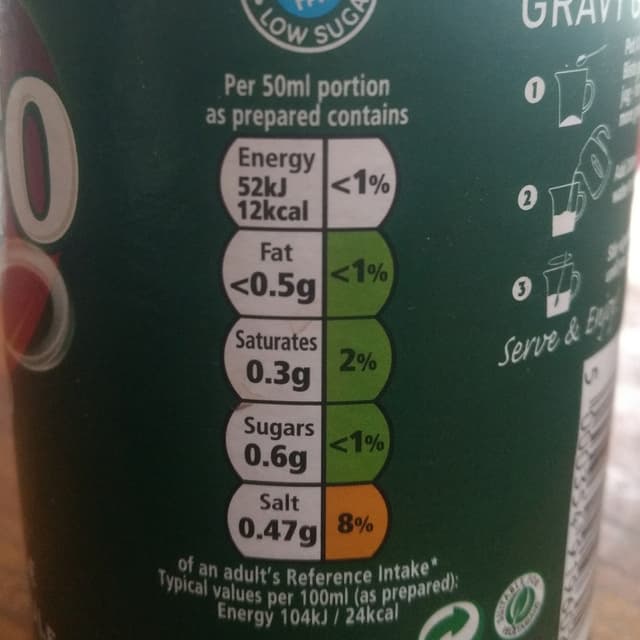 LOW SUGA
GRAV
Per 50ml portion
as prepared contains
Energy
52kJ
12kcal
<1%
Fat
<0.5g
<1%
Saturates
0.3g
2%
Sugars
0.6g
<1%
Salt
0.47g
8%
of an adult's Reference Intake*
Typical values per 100ml (as prepared):
Energy 104kJ / 24kcal
1
2
3
Serve &